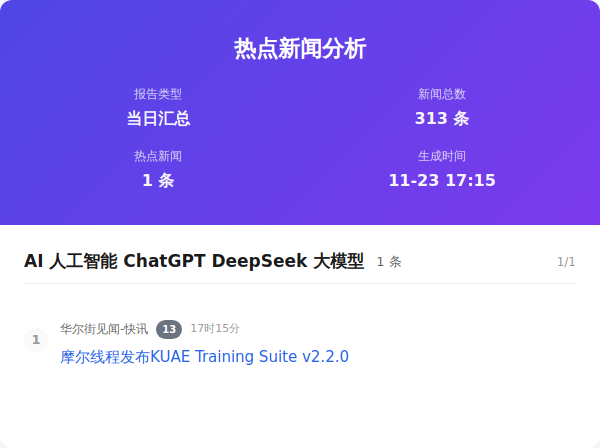 热点新闻分析
报告类型
新闻总数
当日汇总
313 条
热点新闻
生成时间
1 条
11-23 17:15
AI 人工智能 ChatGPT DeepSeek 大模型 1 条 1/1
1 华尔街见闻-快讯 13 17时15分
摩尔线程发布KUAE Training Suite v2.2.0